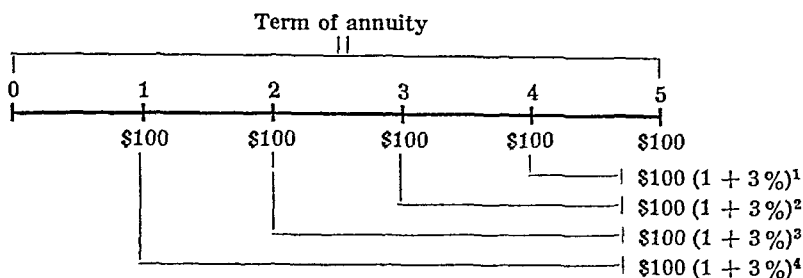 Term of annuity
0 1 2 3 4 5
$100 $100 $100 $100 $100
$100 (1 + 3%)¹
$100 (1 + 3%)²
$100 (1 + 3%)³
$100 (1 + 3%)⁴